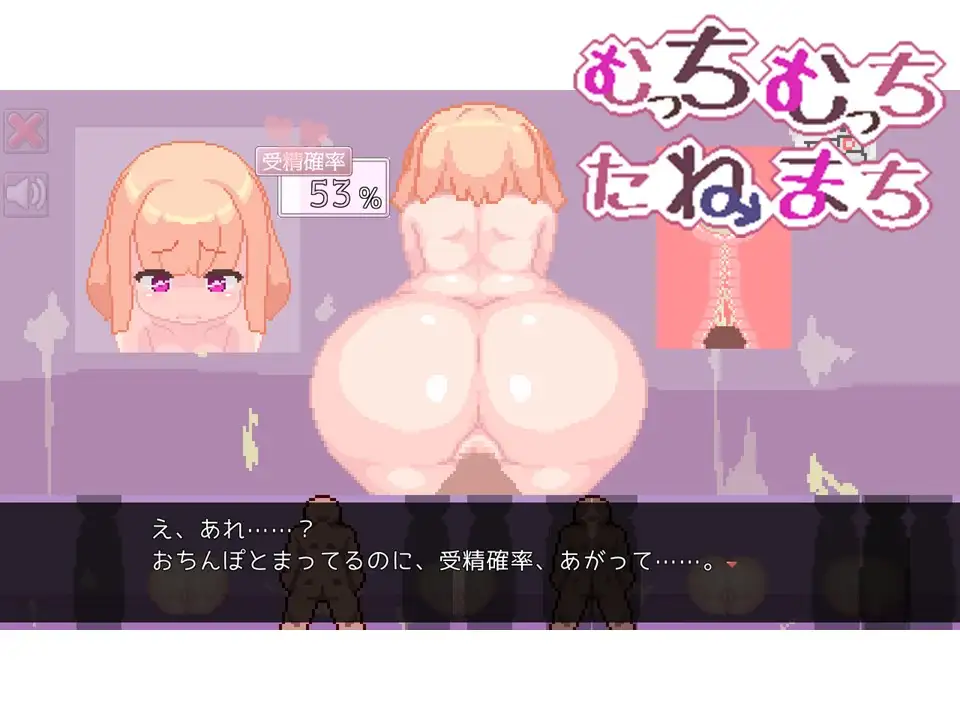 むっちむっち
たねまち
受精確率
53%
え、あれ……?
おちんぽとまってるのに、受精確率、あがって……。